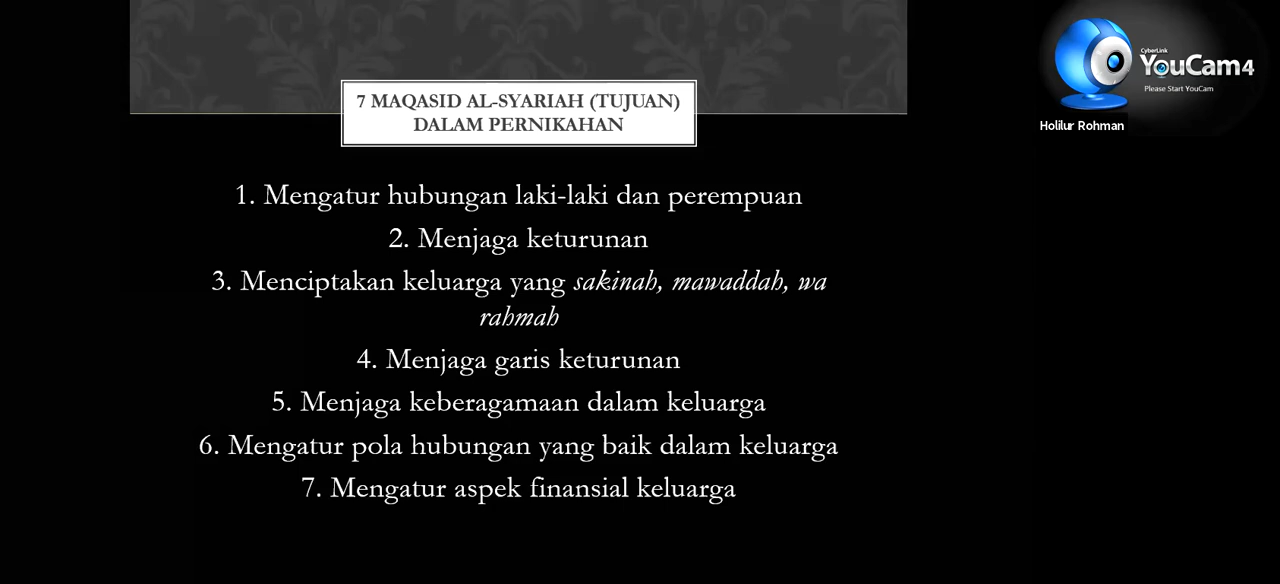 7 MAQASID AL-SYARIAH (TUJUAN)
DALAM PERNIKAHAN
1. Mengatur hubungan laki-laki dan perempuan
2. Menjaga keturunan
3. Menciptakan keluarga yang sakinah, mawaddah, wa
rahmah
4. Menjaga garis keturunan
5. Menjaga keberagamaan dalam keluarga
6. Mengatur pola hubungan yang baik dalam keluarga
7. Mengatur aspek finansial keluarga
CyberLink
YouCam4
Please Start YouCam
Holilur Rohman